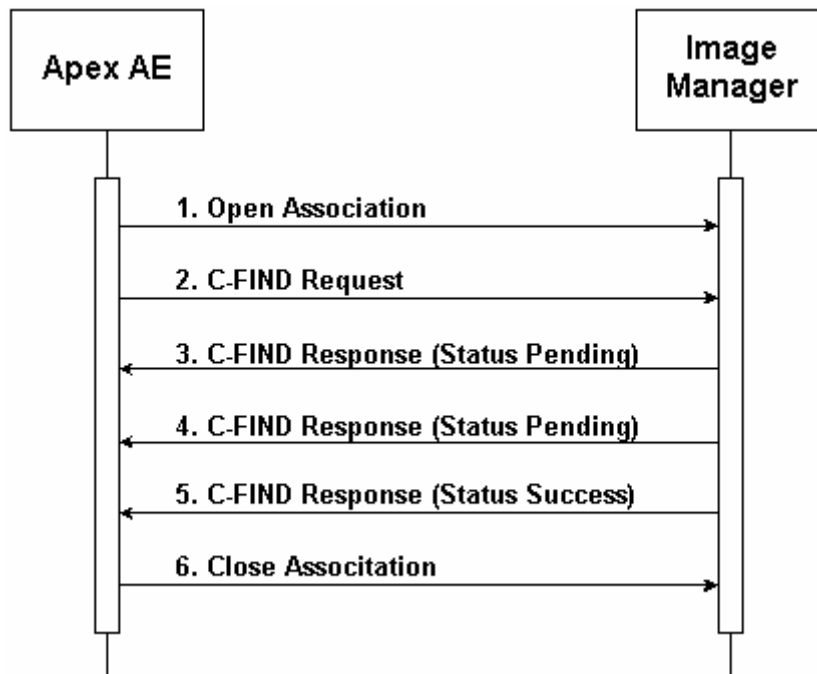 Apex AE
Image
Manager
1. Open Association
2. C-FIND Request
3. C-FIND Response (Status Pending)
4. C-FIND Response (Status Pending)
5. C-FIND Response (Status Success)
6. Close Associtation